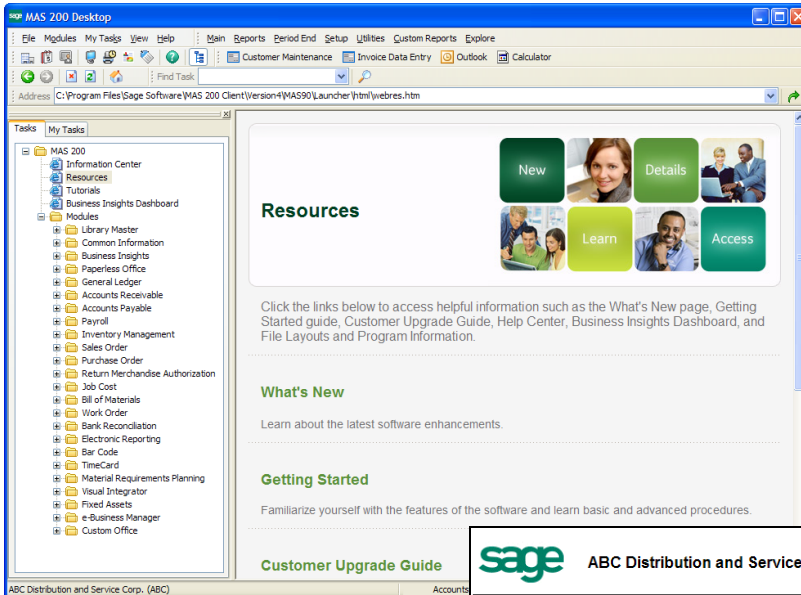 sage MAS 200 Desktop
File Modules My Tasks View Help Main Reports Period End Setup Utilities Custom Reports Explore
Customer Maintenance Invoice Data Entry Outlook Calculator
Find Task
Address C:\Program Files\Sage Software\MAS 200 Client\Version4\MAS90\Launcher\html\webres.htm
Tasks My Tasks
MAS 200
Information Center
Resources
Tutorials
Business Insights Dashboard
Modules
Library Master
Common Information
Business Insights
Paperless Office
General Ledger
Accounts Receivable
Accounts Payable
Payroll
Inventory Management
Sales Order
Purchase Order
Return Merchandise Authorization
Job Cost
Bill of Materials
Work Order
Bank Reconciliation
Electronic Reporting
Bar Code
TimeCard
Material Requirements Planning
Visual Integrator
Fixed Assets
e-Business Manager
Custom Office
New Details
Resources
Learn Access
Click the links below to access helpful information such as the What's New page, Getting
Started guide, Customer Upgrade Guide, Help Center, Business Insights Dashboard, and
File Layouts and Program Information.
What's New
Learn about the latest software enhancements.
Getting Started
Familiarize yourself with the features of the software and learn basic and advanced procedures.
Customer Upgrade Guide
sage ABC Distribution and Service
ABC Distribution and Service Corp. (ABC) Accounts